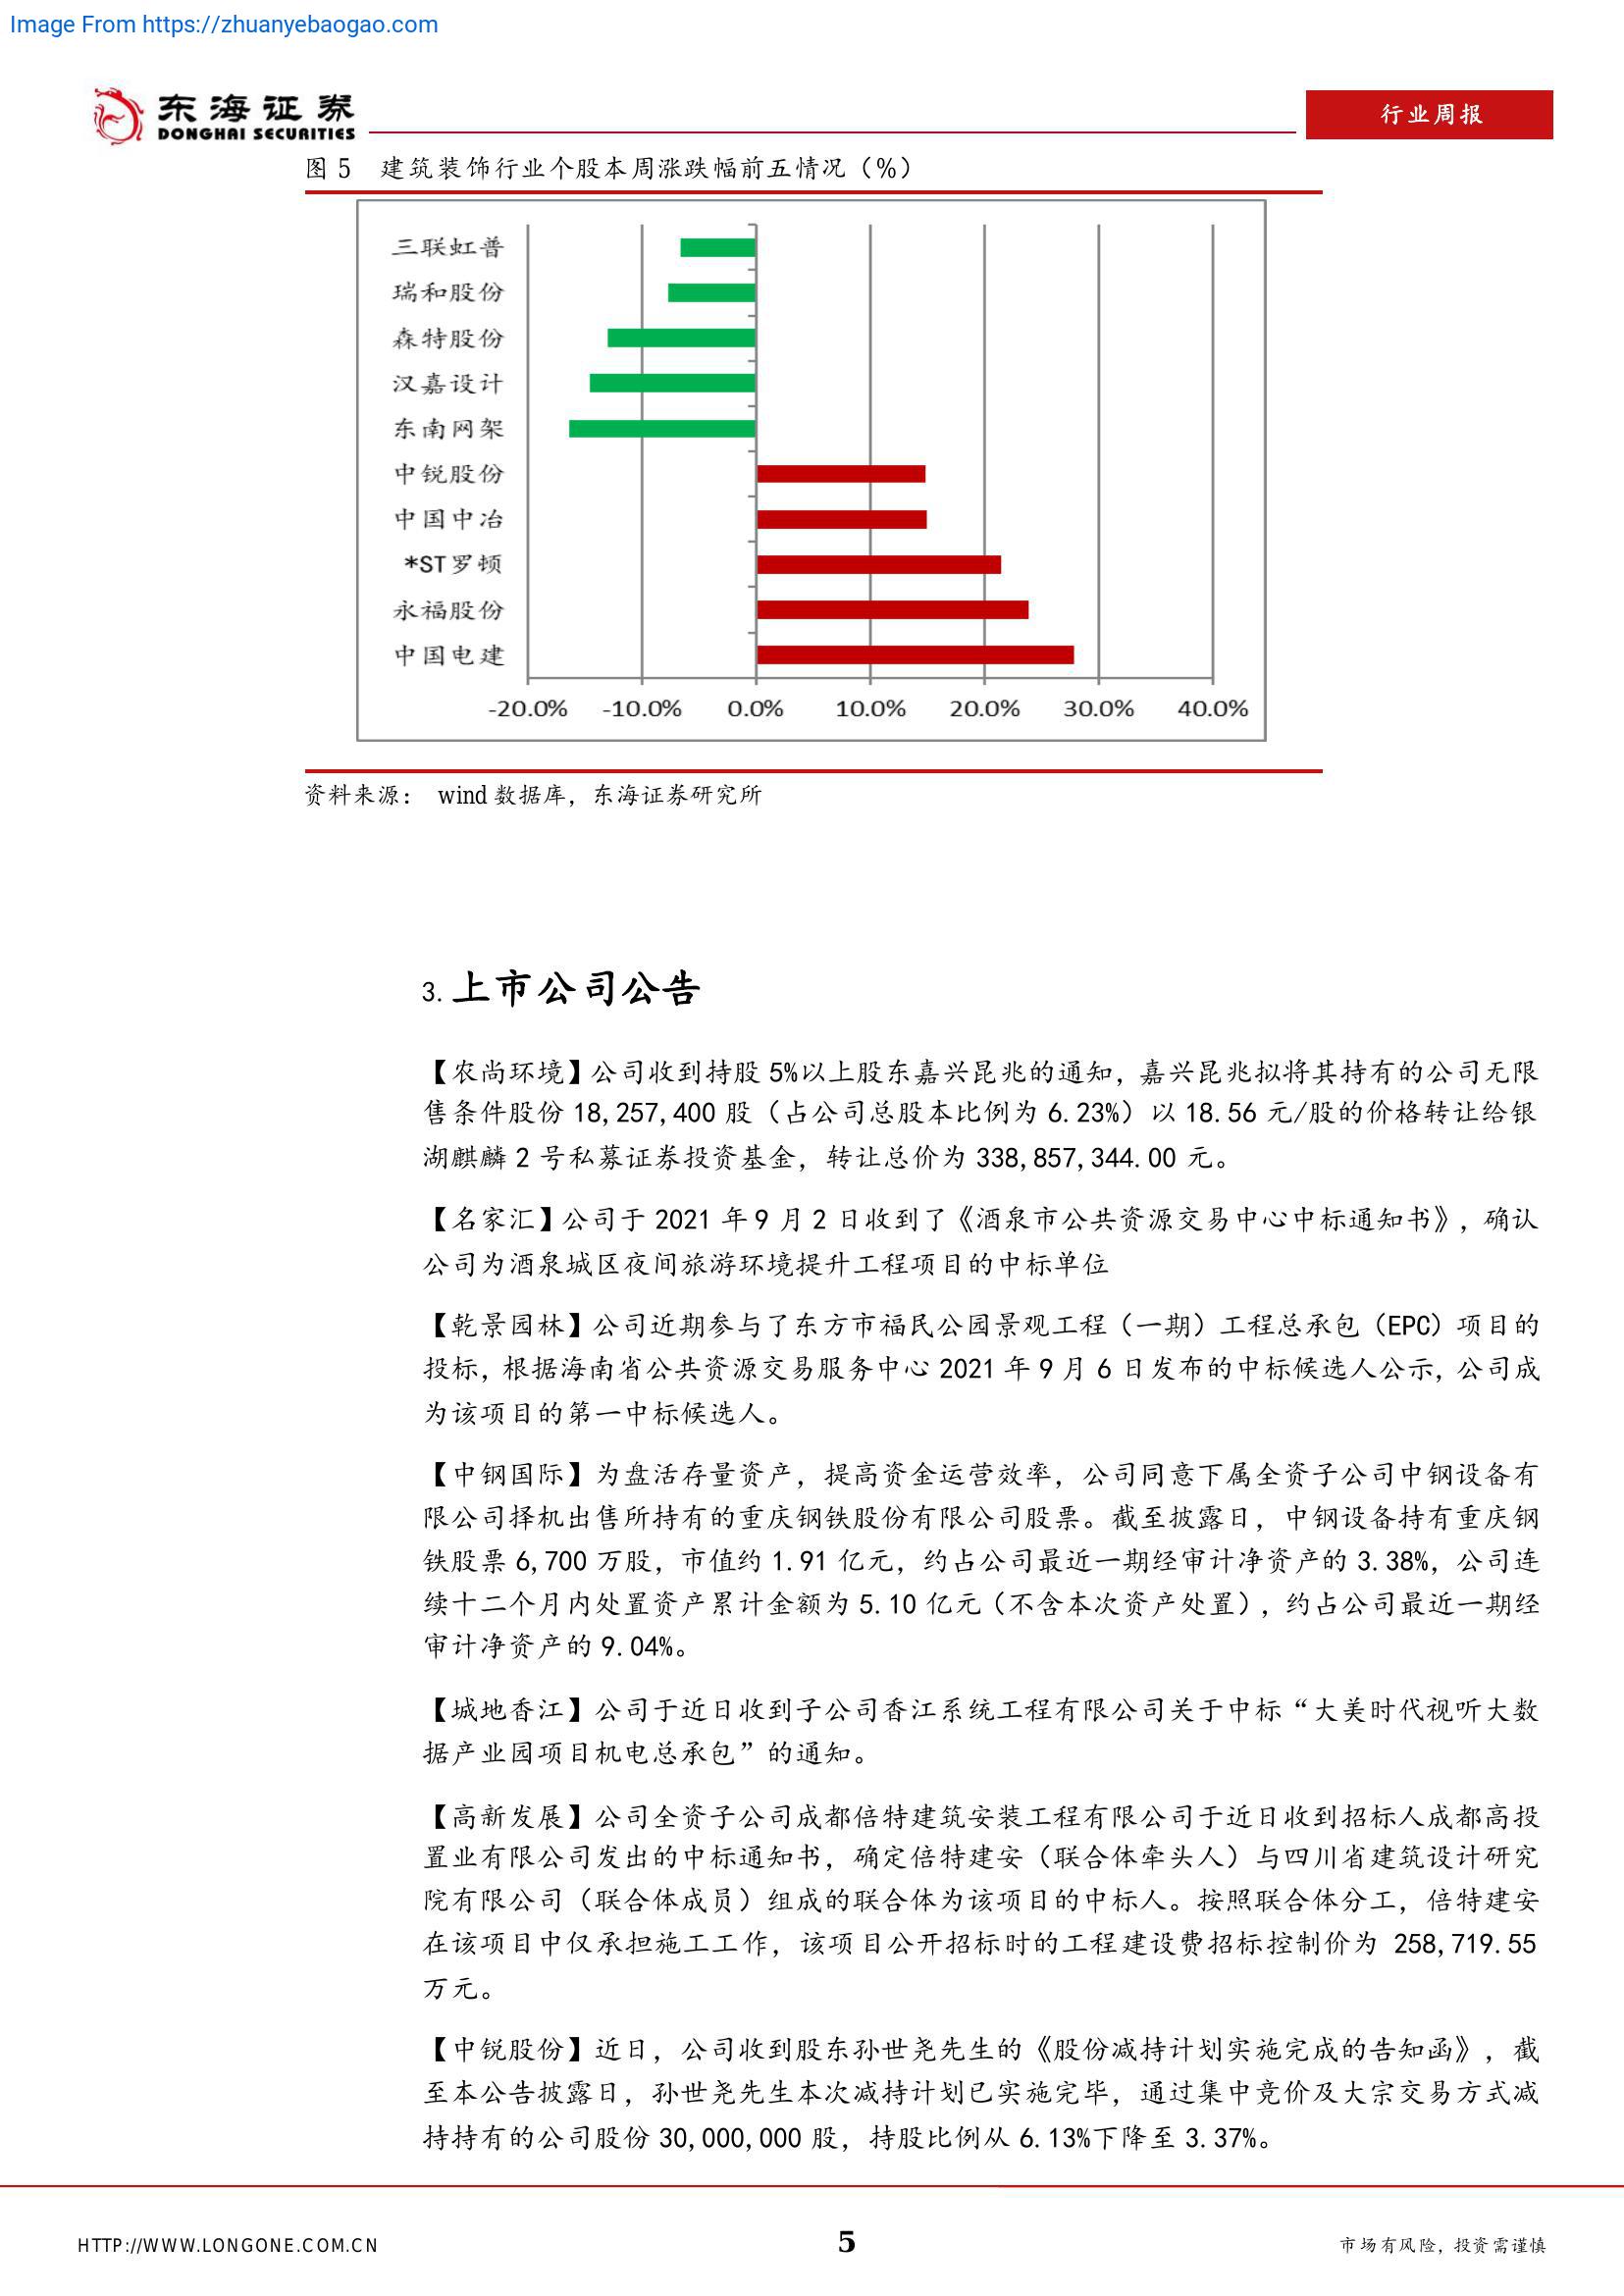 Image From https://zhuanyebaogao.com
东海证券
DONGHAI SECURITIES
行业周报
图 5 建筑装饰行业个股本周涨跌幅前五情况（%）
三联虹普
瑞和股份
森特股份
汉嘉设计
东南网架
中锐股份
中国中冶
*ST罗顿
永福股份
中国电建
-20.0% -10.0% 0.0% 10.0% 20.0% 30.0% 40.0%
资料来源： wind 数据库，东海证券研究所
3. 上市公司公告
【农尚环境】公司收到持股 5%以上股东嘉兴昆兆的通知，嘉兴昆兆拟将其持有的公司无限
售条件股份 18,257,400 股（占公司总股本比例为 6.23%）以 18.56 元/股的价格转让给银
湖麒麟 2 号私募证券投资基金，转让总价为 338,857,344.00 元。
【名家汇】公司于 2021 年 9 月 2 日收到了《酒泉市公共资源交易中心中标通知书》，确认
公司为酒泉城区夜间旅游环境提升工程项目的中标单位
【乾景园林】公司近期参与了东方市福民公园景观工程（一期）工程总承包（EPC）项目的
投标，根据海南省公共资源交易服务中心 2021 年 9 月 6 日发布的中标候选人公示，公司成
为该项目的第一中标候选人。
【中钢国际】为盘活存量资产，提高资金运营效率，公司同意下属全资子公司中钢设备有
限公司择机出售所持有的重庆钢铁股份有限公司股票。截至披露日，中钢设备持有重庆钢
铁股票 6,700 万股，市值约 1.91 亿元，约占公司最近一期经审计净资产的 3.38%，公司连
续十二个月内处置资产累计金额为 5.10 亿元（不含本次资产处置），约占公司最近一期经
审计净资产的 9.04%。
【城地香江】公司于近日收到子公司香江系统工程有限公司关于中标“大美时代视听大数
据产业园项目机电总承包”的通知。
【高新发展】公司全资子公司成都倍特建筑安装工程有限公司于近日收到招标人成都高投
置业有限公司发出的中标通知书，确定倍特建安（联合体牵头人）与四川省建筑设计研究
院有限公司（联合体成员）组成的联合体为该项目的中标人。按照联合体分工，倍特建安
在该项目中仅承担施工工作，该项目公开招标时的工程建设费招标控制价为 258,719.55
万元。
【中锐股份】近日，公司收到股东孙世尧先生的《股份减持计划实施完成的告知函》，截
至本公告披露日，孙世尧先生本次减持计划已实施完毕，通过集中竞价及大宗交易方式减
持持有的公司股份 30,000,000 股，持股比例从 6.13%下降至 3.37%。
HTTP://WWW.LONGONE.COM.CN
5
市场有风险，投资需谨慎